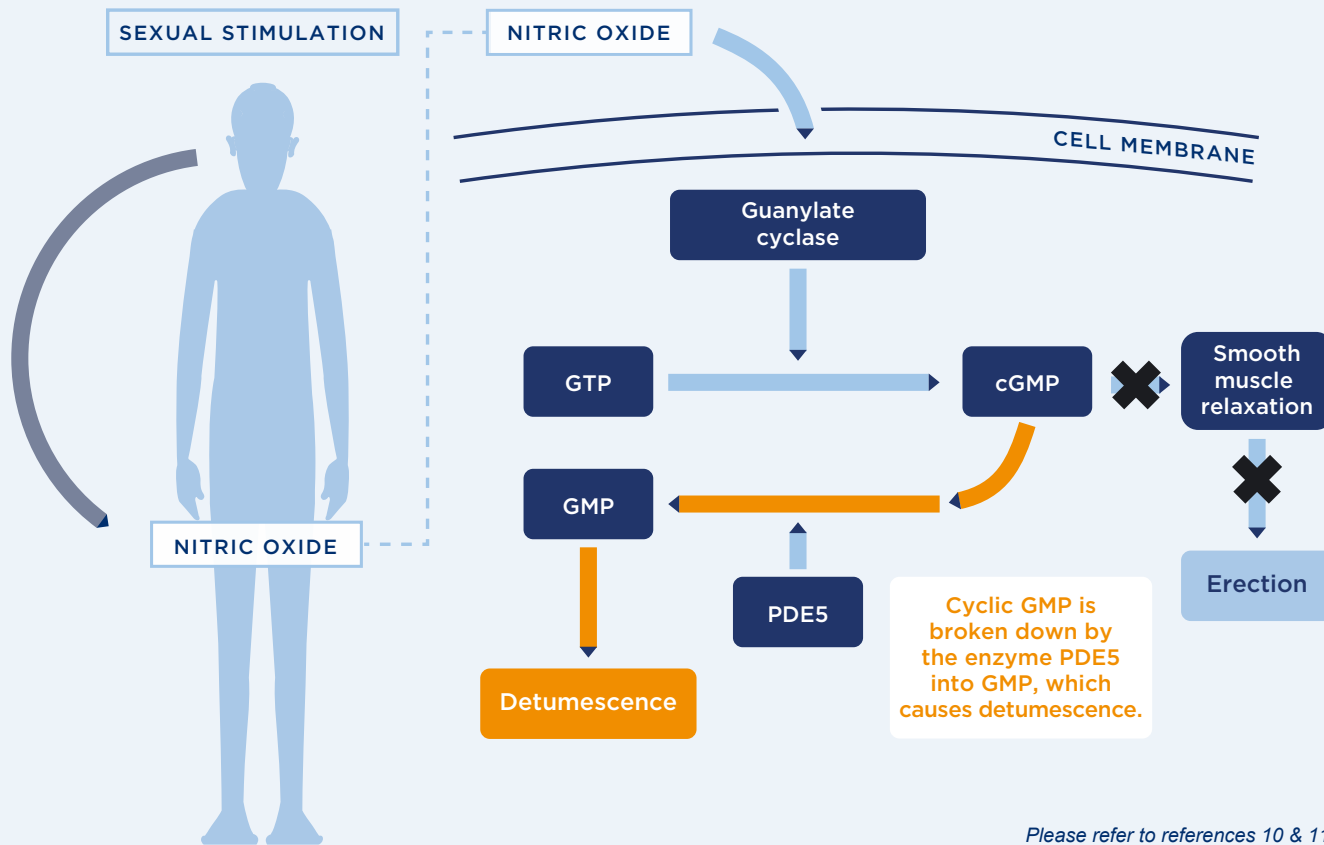 SEXUAL STIMULATION
NITRIC OXIDE
CELL MEMBRANE
Guanylate
cyclase
GTP
cGMP
Smooth
muscle
relaxation
GMP
NITRIC OXIDE
PDE5
Erection
Cyclic GMP is
broken down by
the enzyme PDE5
into GMP, which
causes detumescence.
Detumescence
Please refer to references 10 & 11